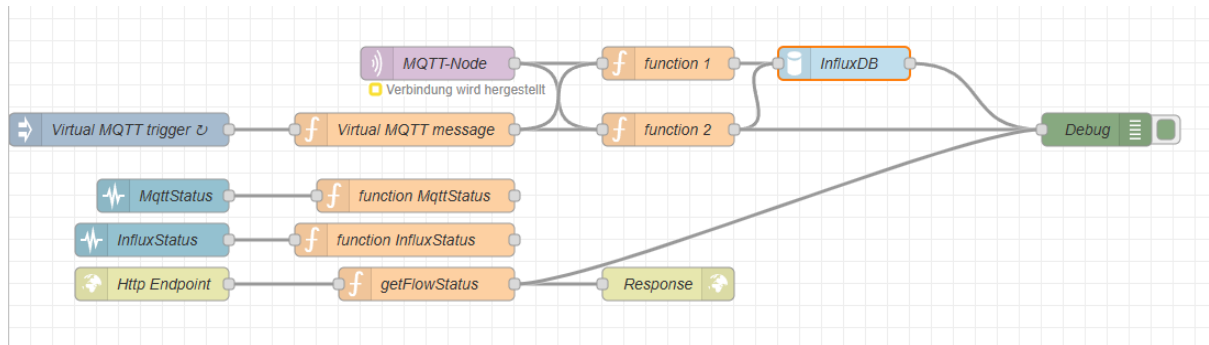 MQTT-Node
function 1
InfluxDB
Verbindung wird hergestellt
Virtual MQTT trigger ↻
Virtual MQTT message
function 2
Debug
MqttStatus
function MqttStatus
InfluxStatus
function InfluxStatus
Http Endpoint
getFlowStatus
Response